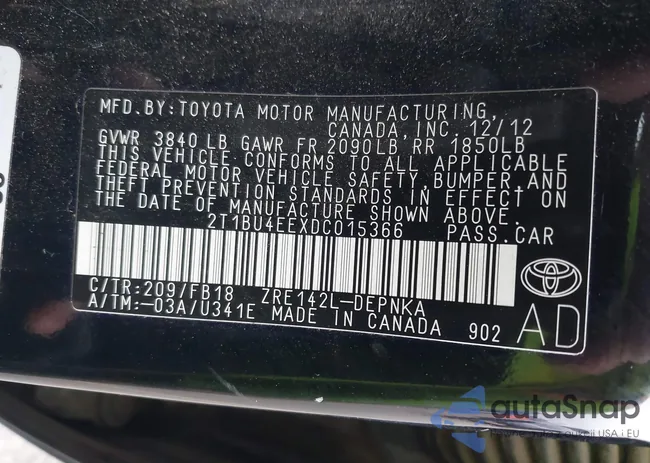 MFD.BY:TOYOTA MOTOR MANUFACTURING,
CANADA,INC. 12/12
GVWR 3840 LB GAWR FR 2090LB RR 1850LB
THIS VEHICLE CONFORMS TO ALL APPLICABLE
FEDERAL MOTOR VEHICLE SAFETY,BUMPER,AND
THEFT PREVENTION STANDARDS IN EFFECT ON
THE DATE OF MANUFACTURE SHOWN ABOVE.
2T1BU4EEXDC015366 PASS.CAR
C/TR:209/FB18 ZRE142L-DEPNKA
A/TM:-03A/U341E MADE IN CANADA 902
AD
autoSnap
USA i EU